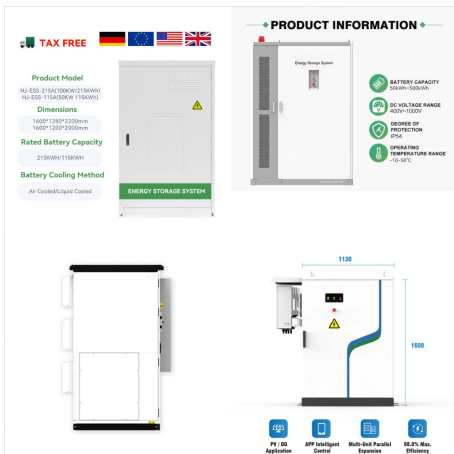 TAX FREE
Product Model
HJ-ESS-215A(100KW/215KWh)
HJ-ESS-115A(50KW 115KWh)
Dimensions
1600*1280*2200mm
1600*1200*2000mm
Rated Battery Capacity
215KWH/115KWH
Battery Cooling Method
Air Cooled/Liquid Cooled
ENERGY STORAGE SYSTEM
PRODUCT INFORMATION
Energy Storage System
BATTERY CAPACITY
50kWh~500kWh
DC VOLTAGE RANGE
400V~1000V
DEGREE OF
PROTECTION
IP54
OPERATING
TEMPERATURE RANGE
-10~50°C
1130
1600
PV / DG
Application
APP Intelligent
Control
Multi-Unit Parallel
Expansion
98.8% Max.
Efficiency